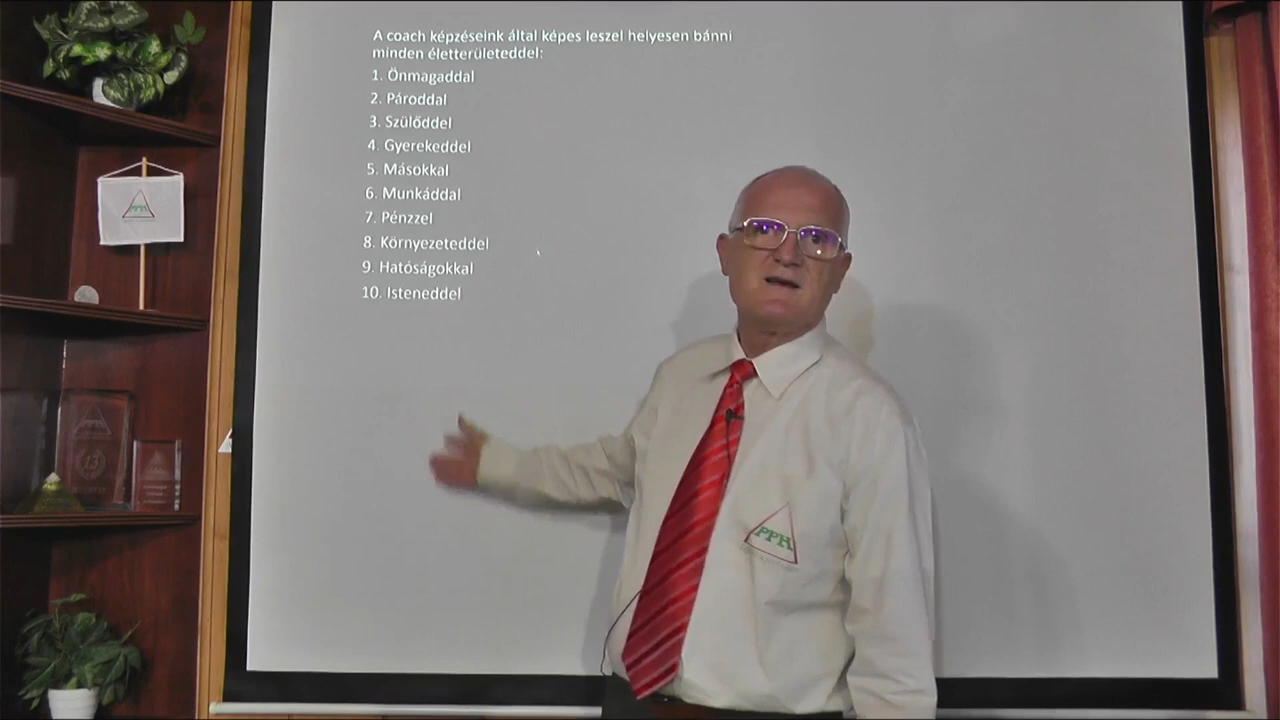 A coach képzéseink által képes leszel helyesen bánni
minden életterületeddel:
1. Önmagaddal
2. Pároddal
3. Szülőddel
4. Gyerekeddel
5. Másokkal
6. Munkáddal
7. Pénzzel
8. Környezeteddel
9. Hatóságokkal
10. Isteneddel
PPH
13